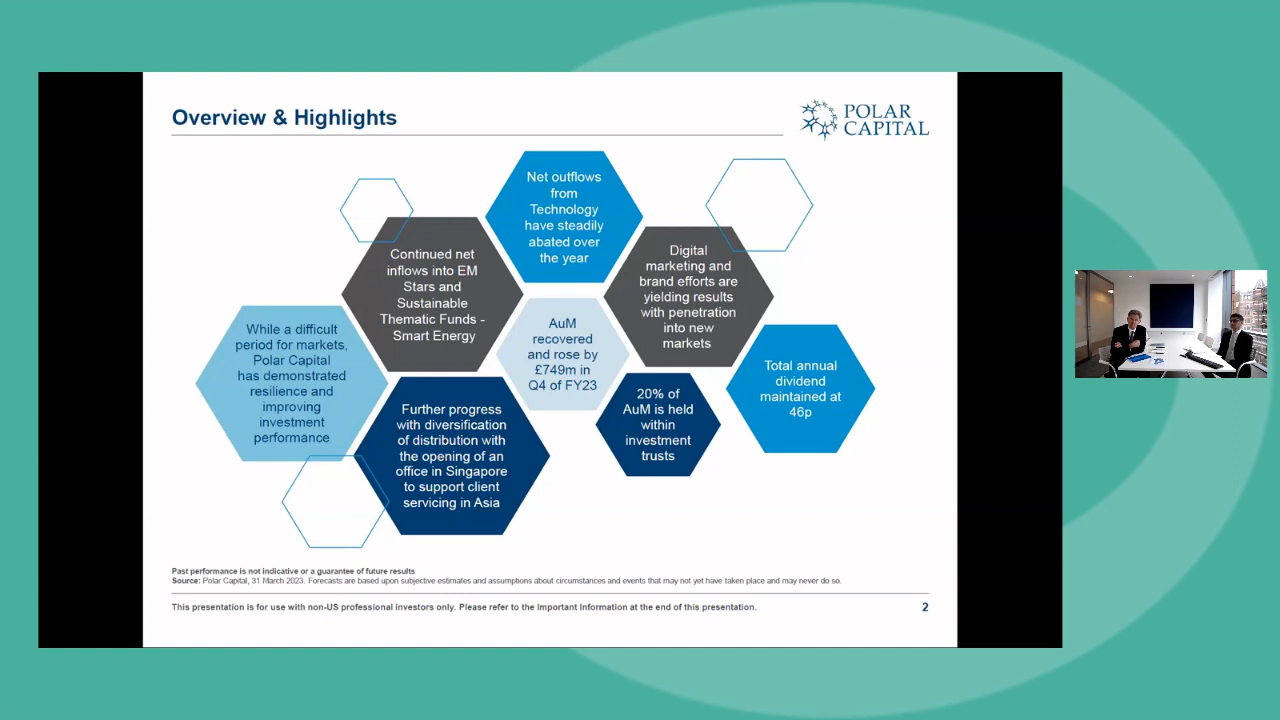 Overview & Highlights
POLAR
CAPITAL
Net outflows
from
Technology
have steadily
abated over
the year
Continued net
inflows into EM
Stars and
Sustainable
Thematic Funds -
Smart Energy
Digital
marketing and
brand efforts are
yielding results
with penetration
into new
markets
While a difficult
period for markets,
Polar Capital
has demonstrated
resilience and
improving
investment
performance
AuM
recovered
and rose by
£749m in
Q4 of FY23
Total annual
dividend
maintained at
46p
Further progress
with diversification
of distribution with
the opening of an
office in Singapore
to support client
servicing in Asia
20% of
AuM is held
within
investment
trusts
Past performance is not indicative or a guarantee of future results
Source: Polar Capital, 31 March 2023. Forecasts are based upon subjective estimates and assumptions about circumstances and events that may not yet have taken place and may never do so.
This presentation is for use with non-US professional investors only. Please refer to the Important Information at the end of this presentation.
2